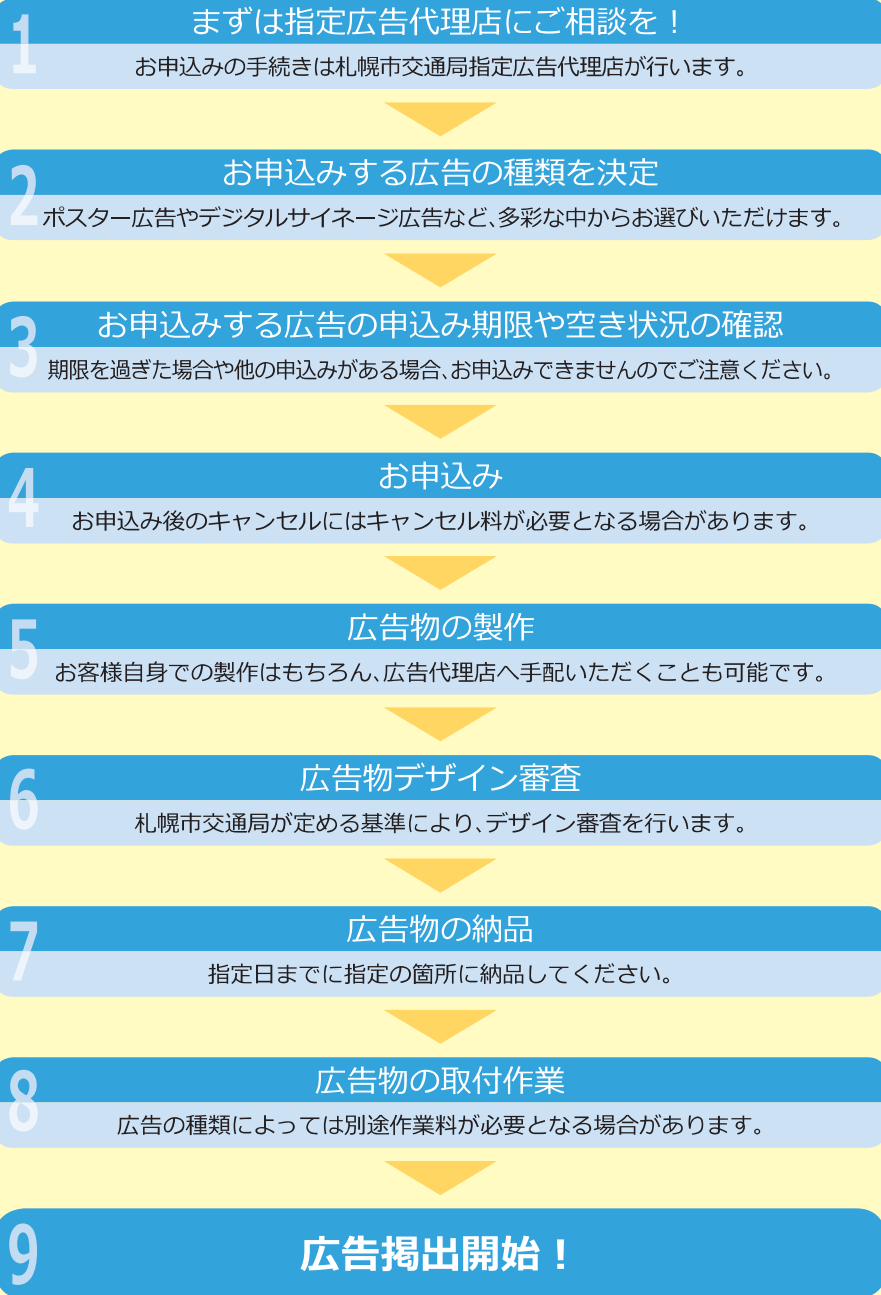 1
まずは指定広告代理店にご相談を！
お申込みの手続きは札幌市交通局指定広告代理店が行います。
2
お申込みする広告の種類を決定
ポスター広告やデジタルサイネージ広告など、多彩な中からお選びいただけます。
3
お申込みする広告の申込み期限や空き状況の確認
期限を過ぎた場合や他の申込みがある場合、お申込みできませんのでご注意ください。
4
お申込み
お申込み後のキャンセルにはキャンセル料が必要となる場合があります。
5
広告物の製作
お客様自身での製作はもちろん、広告代理店へ手配いただくことも可能です。
6
広告物デザイン審査
札幌市交通局が定める基準により、デザイン審査を行います。
7
広告物の納品
指定日までに指定の箇所に納品してください。
8
広告物の取付作業
広告の種類によっては別途作業料が必要となる場合があります。
9
広告掲出開始！